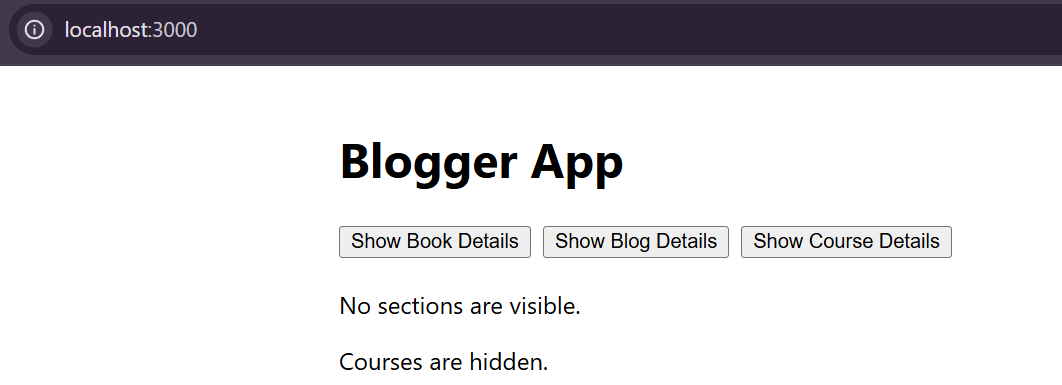 localhost:3000
Blogger App
Show Book Details Show Blog Details Show Course Details
No sections are visible.
Courses are hidden.